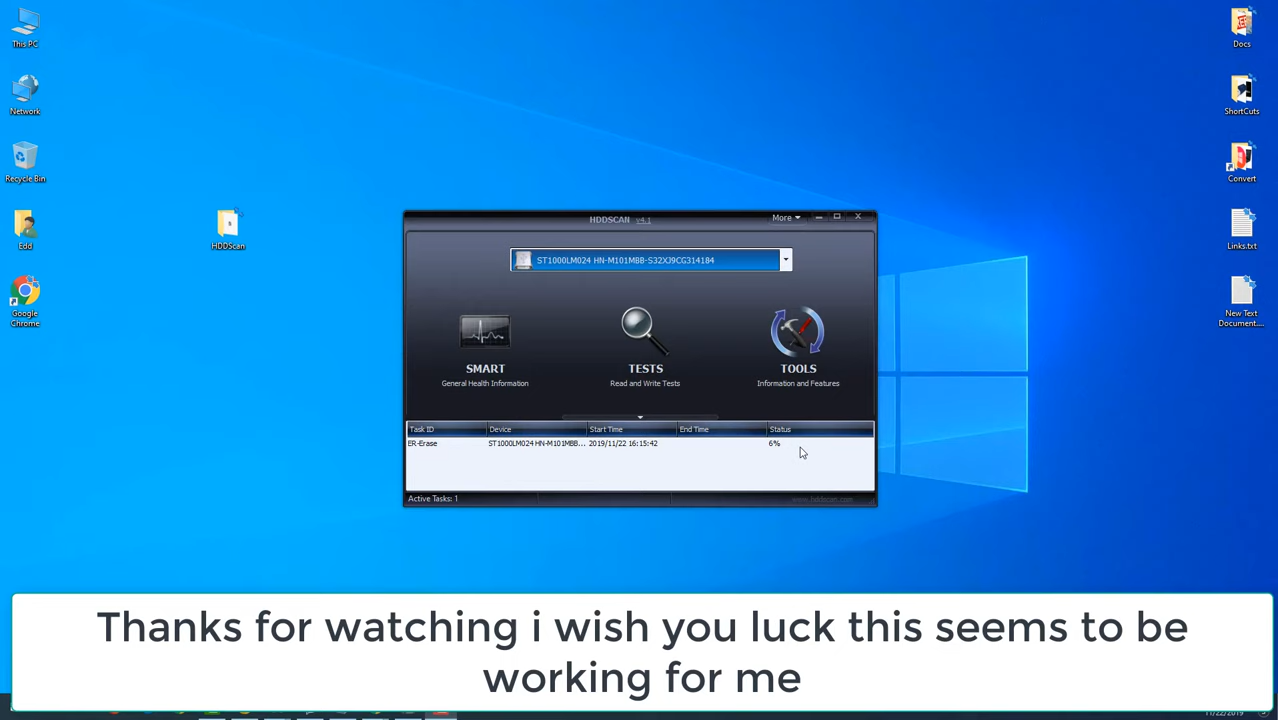 This PC
Docs
Network
ShortCuts
Recycle Bin
Convert
Edd
HDDScan
Links.txt
Google
Chrome
New Text
Document....
HDDSCAN v4.1
More
ST1000LM024 HN-M101MBB-S32XJ9CG314184
SMART
General Health Information
TESTS
Read and Write Tests
TOOLS
Information and Features
Task ID Device Start Time End Time Status
ER-Erase ST1000LM024 HN-M101MBB... 2019/11/22 16:15:42 6%
Active Tasks: 1
www.hddscan.com
Thanks for watching i wish you luck this seems to be
working for me
11/22/2019